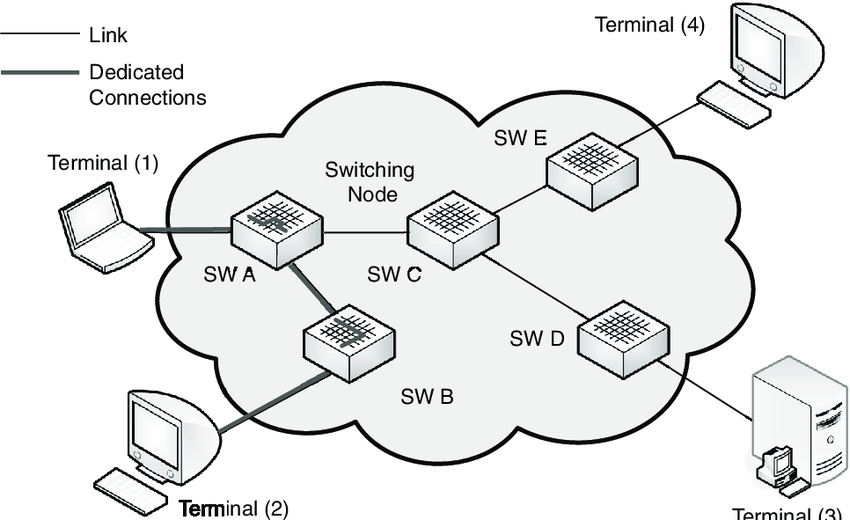 Link
Dedicated
Connections
Terminal (4)
SW E
Terminal (1)
Switching
Node
SW A
SW C
SW D
SW B
Terminal (2)
Terminal (3)